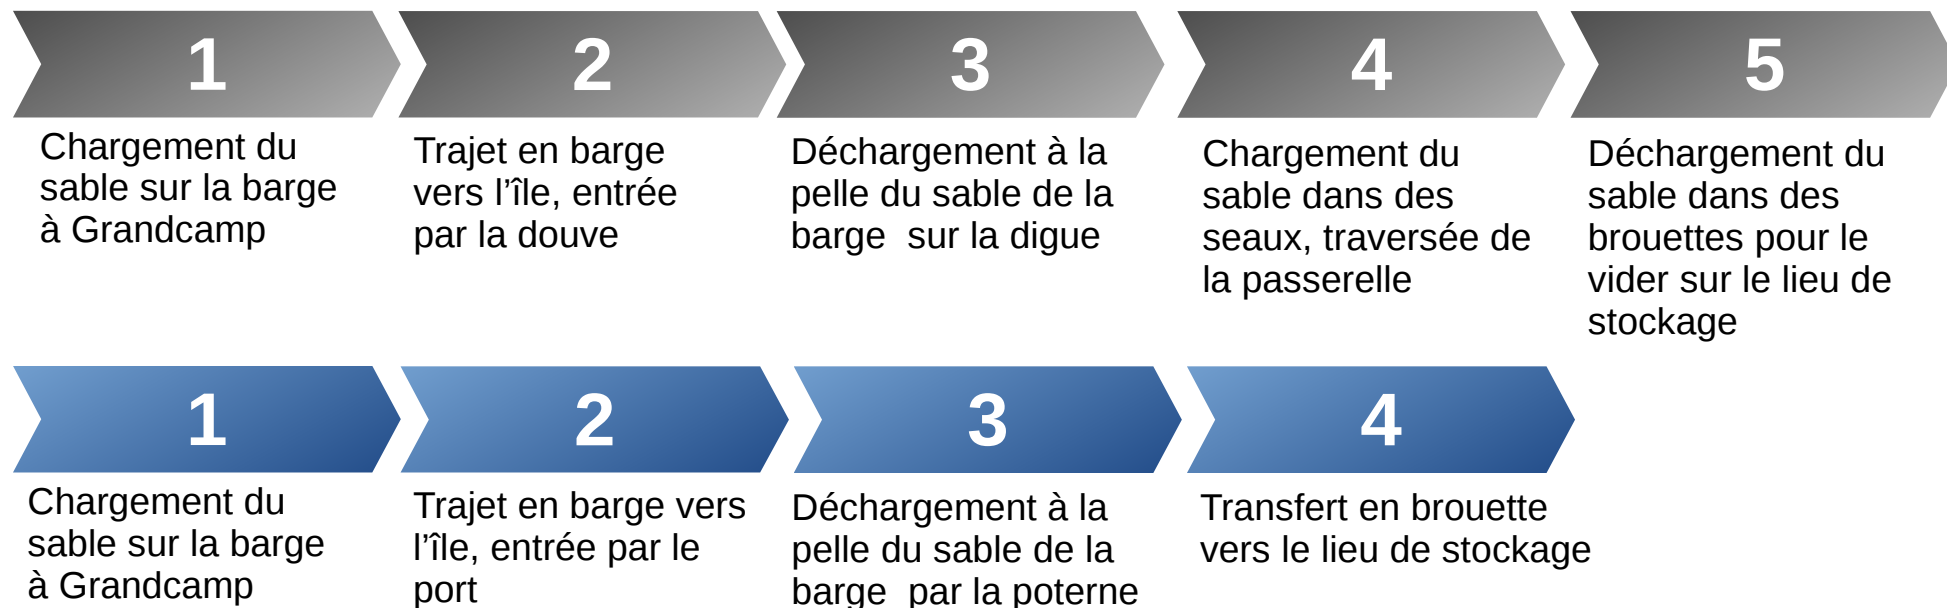 1
Chargement du
sable sur la barge
à Grandcamp
2
Trajet en barge
vers l’île, entrée
par la douve
3
Déchargement à la
pelle du sable de la
barge  sur la digue
4
Chargement du
sable dans des
seaux, traversée de
la passerelle
5
Déchargement du
sable dans des
brouettes pour le
vider sur le lieu de
stockage
1
Chargement du
sable sur la barge
à Grandcamp
2
Trajet en barge vers
l’île, entrée par le
port
3
Déchargement à la
pelle du sable de la
barge  par la poterne
4
Transfert en brouette
vers le lieu de stockage